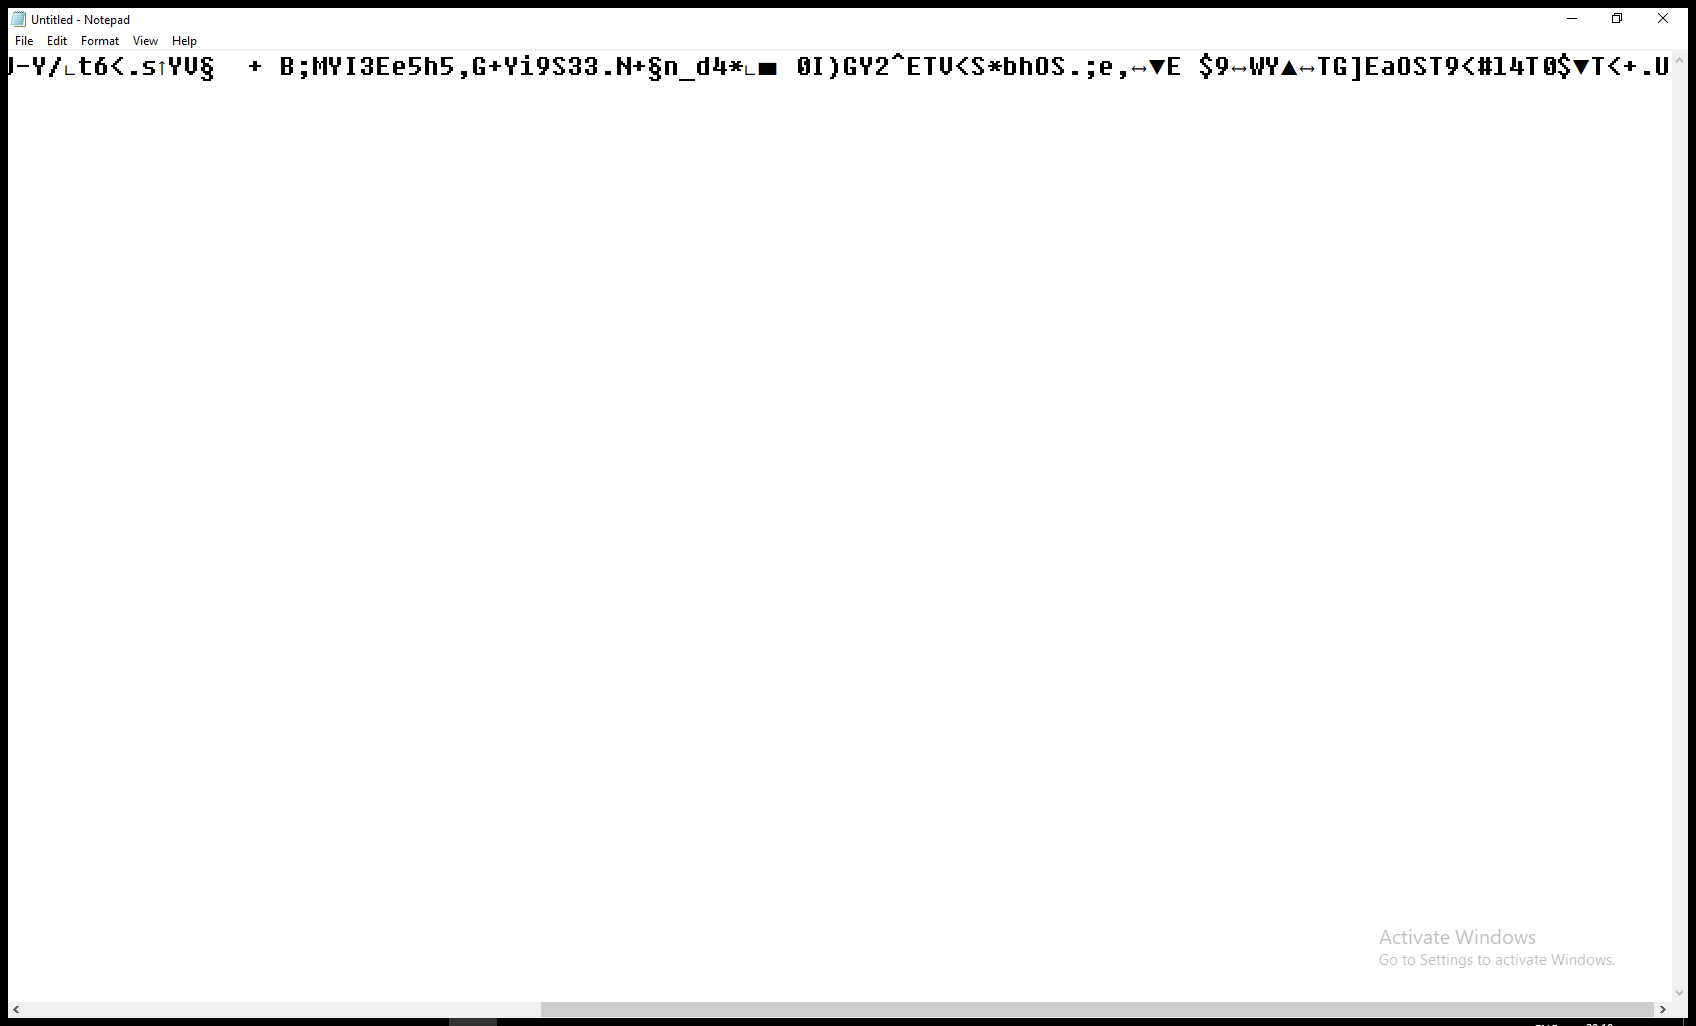 Untitled - Notepad
File Edit Format View Help
J-Y/∟t6<.s↑YV§  + B;MYI3Ee5h5,G+Yi9S33.N+§n_d4*∟■ 0I)GY2^ETV<S*bhOS.;e,↔▼E $9↔WY▲↔TG]EaOST9<#14T0$▼T<+.U
Activate Windows
Go to Settings to activate Windows.